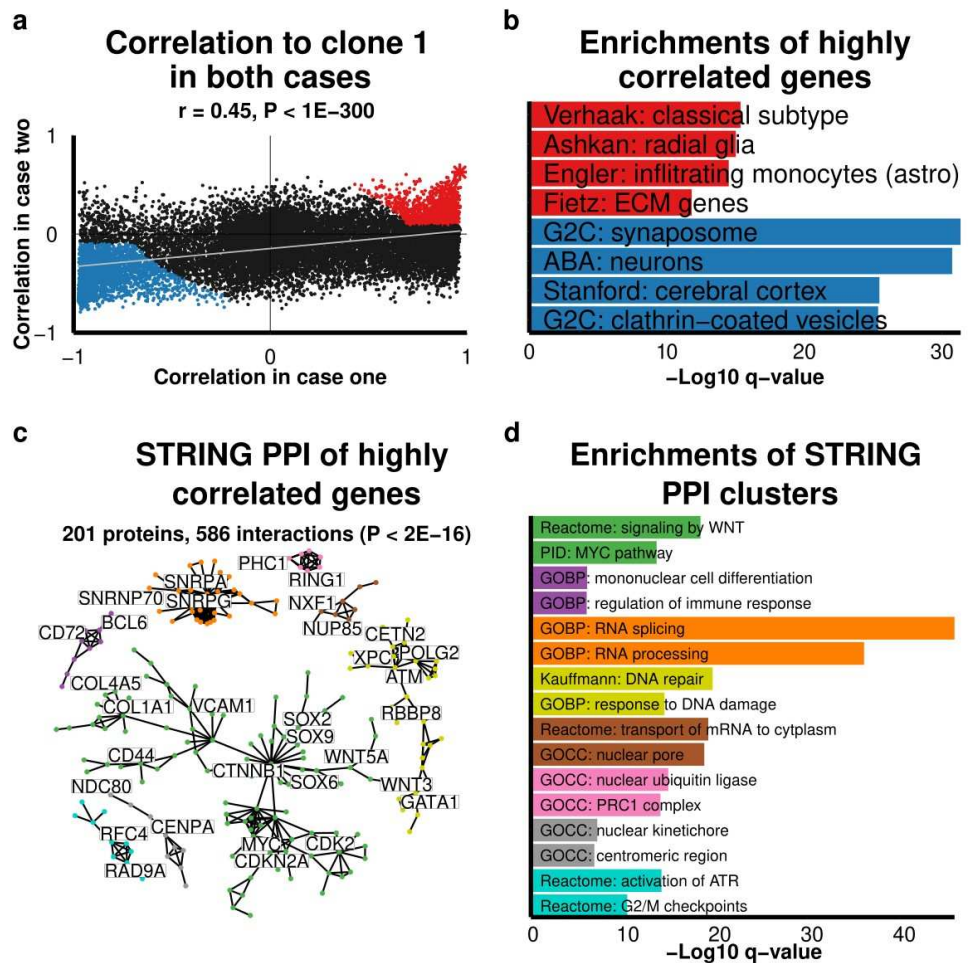 a
Correlation to clone 1
in both cases
r = 0.45, P < 1E−300
1
0
−1
Correlation in case two
−1
0
1
Correlation in case one
b
Enrichments of highly
correlated genes
Verhaak: classical subtype
Ashkan: radial glia
Engler: inflitrating monocytes (astro)
Fietz: ECM genes
G2C: synaposome
ABA: neurons
Stanford: cerebral cortex
G2C: clathrin−coated vesicles
0
10
20
30
−Log10 q−value
c
STRING PPI of highly
correlated genes
201 proteins, 586 interactions (P < 2E−16)
PHC1
RING1
SNRPA
SNRNP70
SNRPG
NXF1
NUP85
BCL6
CD72
CETN2
XPC
POLG2
ATM
COL4A5
COL1A1
VCAM1
SOX2
SOX9
RBBP8
CD44
CTNNB1
WNT5A
SOX6
WNT3
GATA1
NDC80
CENPA
RFC4
RAD9A
MYC
CDK2
CDKN2A
d
Enrichments of STRING
PPI clusters
Reactome: signaling by WNT
PID: MYC pathway
GOBP: mononuclear cell differentiation
GOBP: regulation of immune response
GOBP: RNA splicing
GOBP: RNA processing
Kauffmann: DNA repair
GOBP: response to DNA damage
Reactome: transport of mRNA to cytplasm
GOCC: nuclear pore
GOCC: nuclear ubiquitin ligase
GOCC: PRC1 complex
GOCC: nuclear kinetichore
GOCC: centromeric region
Reactome: activation of ATR
Reactome: G2/M checkpoints
0
10
20
30
40
−Log10 q−value